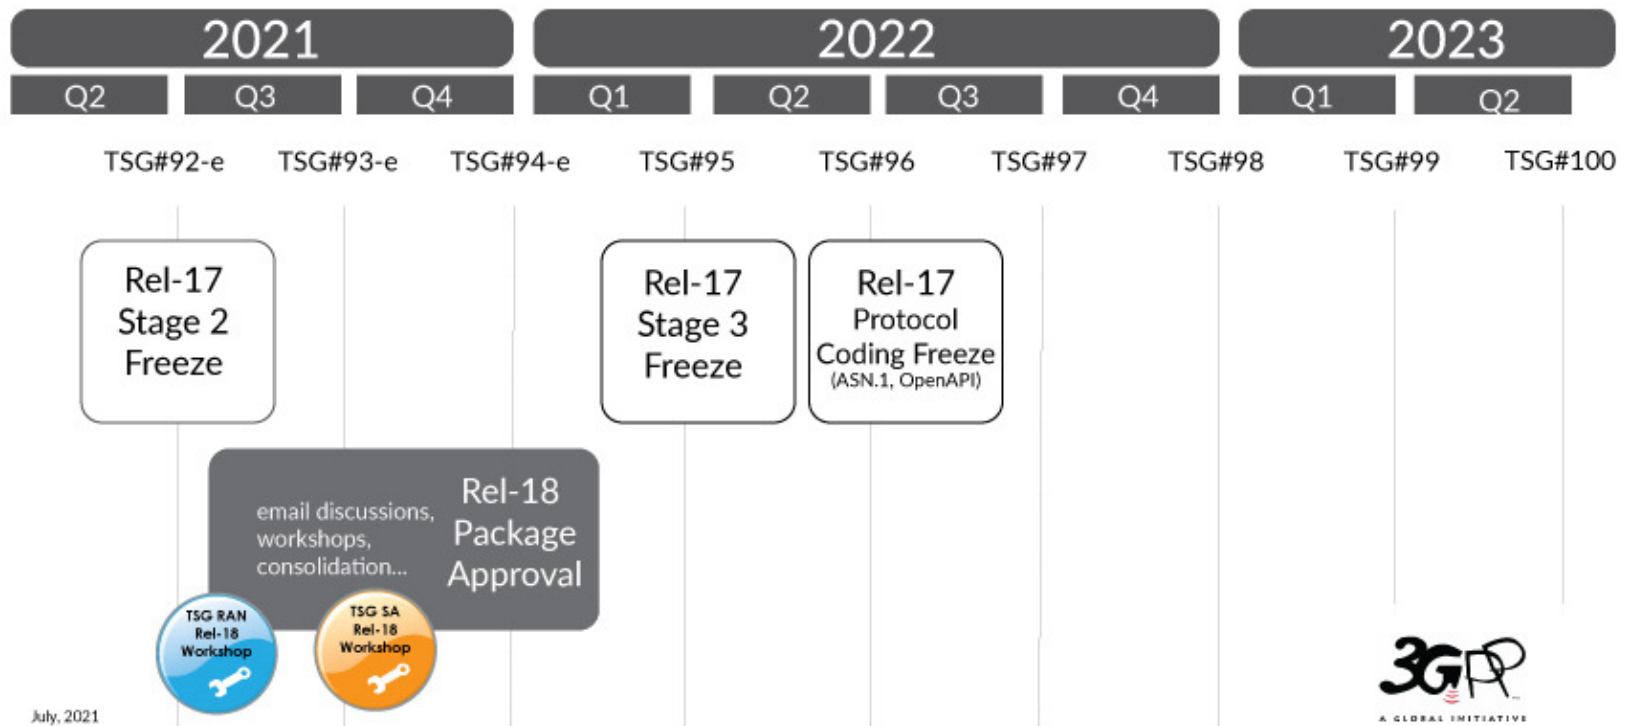 2021
2022
2023
Q2
Q3
Q4
Q1
Q2
Q3
Q4
Q1
Q2
TSG#92-e
TSG#93-e
TSG#94-e
TSG#95
TSG#96
TSG#97
TSG#98
TSG#99
TSG#100
Rel-17
Stage 2
Freeze
Rel-17
Stage 3
Freeze
Rel-17
Protocol
Coding Freeze
(ASN.1, OpenAPI)
email discussions,
workshops,
consolidation...
Rel-18
Package
Approval
TSG RAN
Rel-18
Workshop
TSG SA
Rel-18
Workshop
July, 2021
3GPP
A GLOBAL INITIATIVE